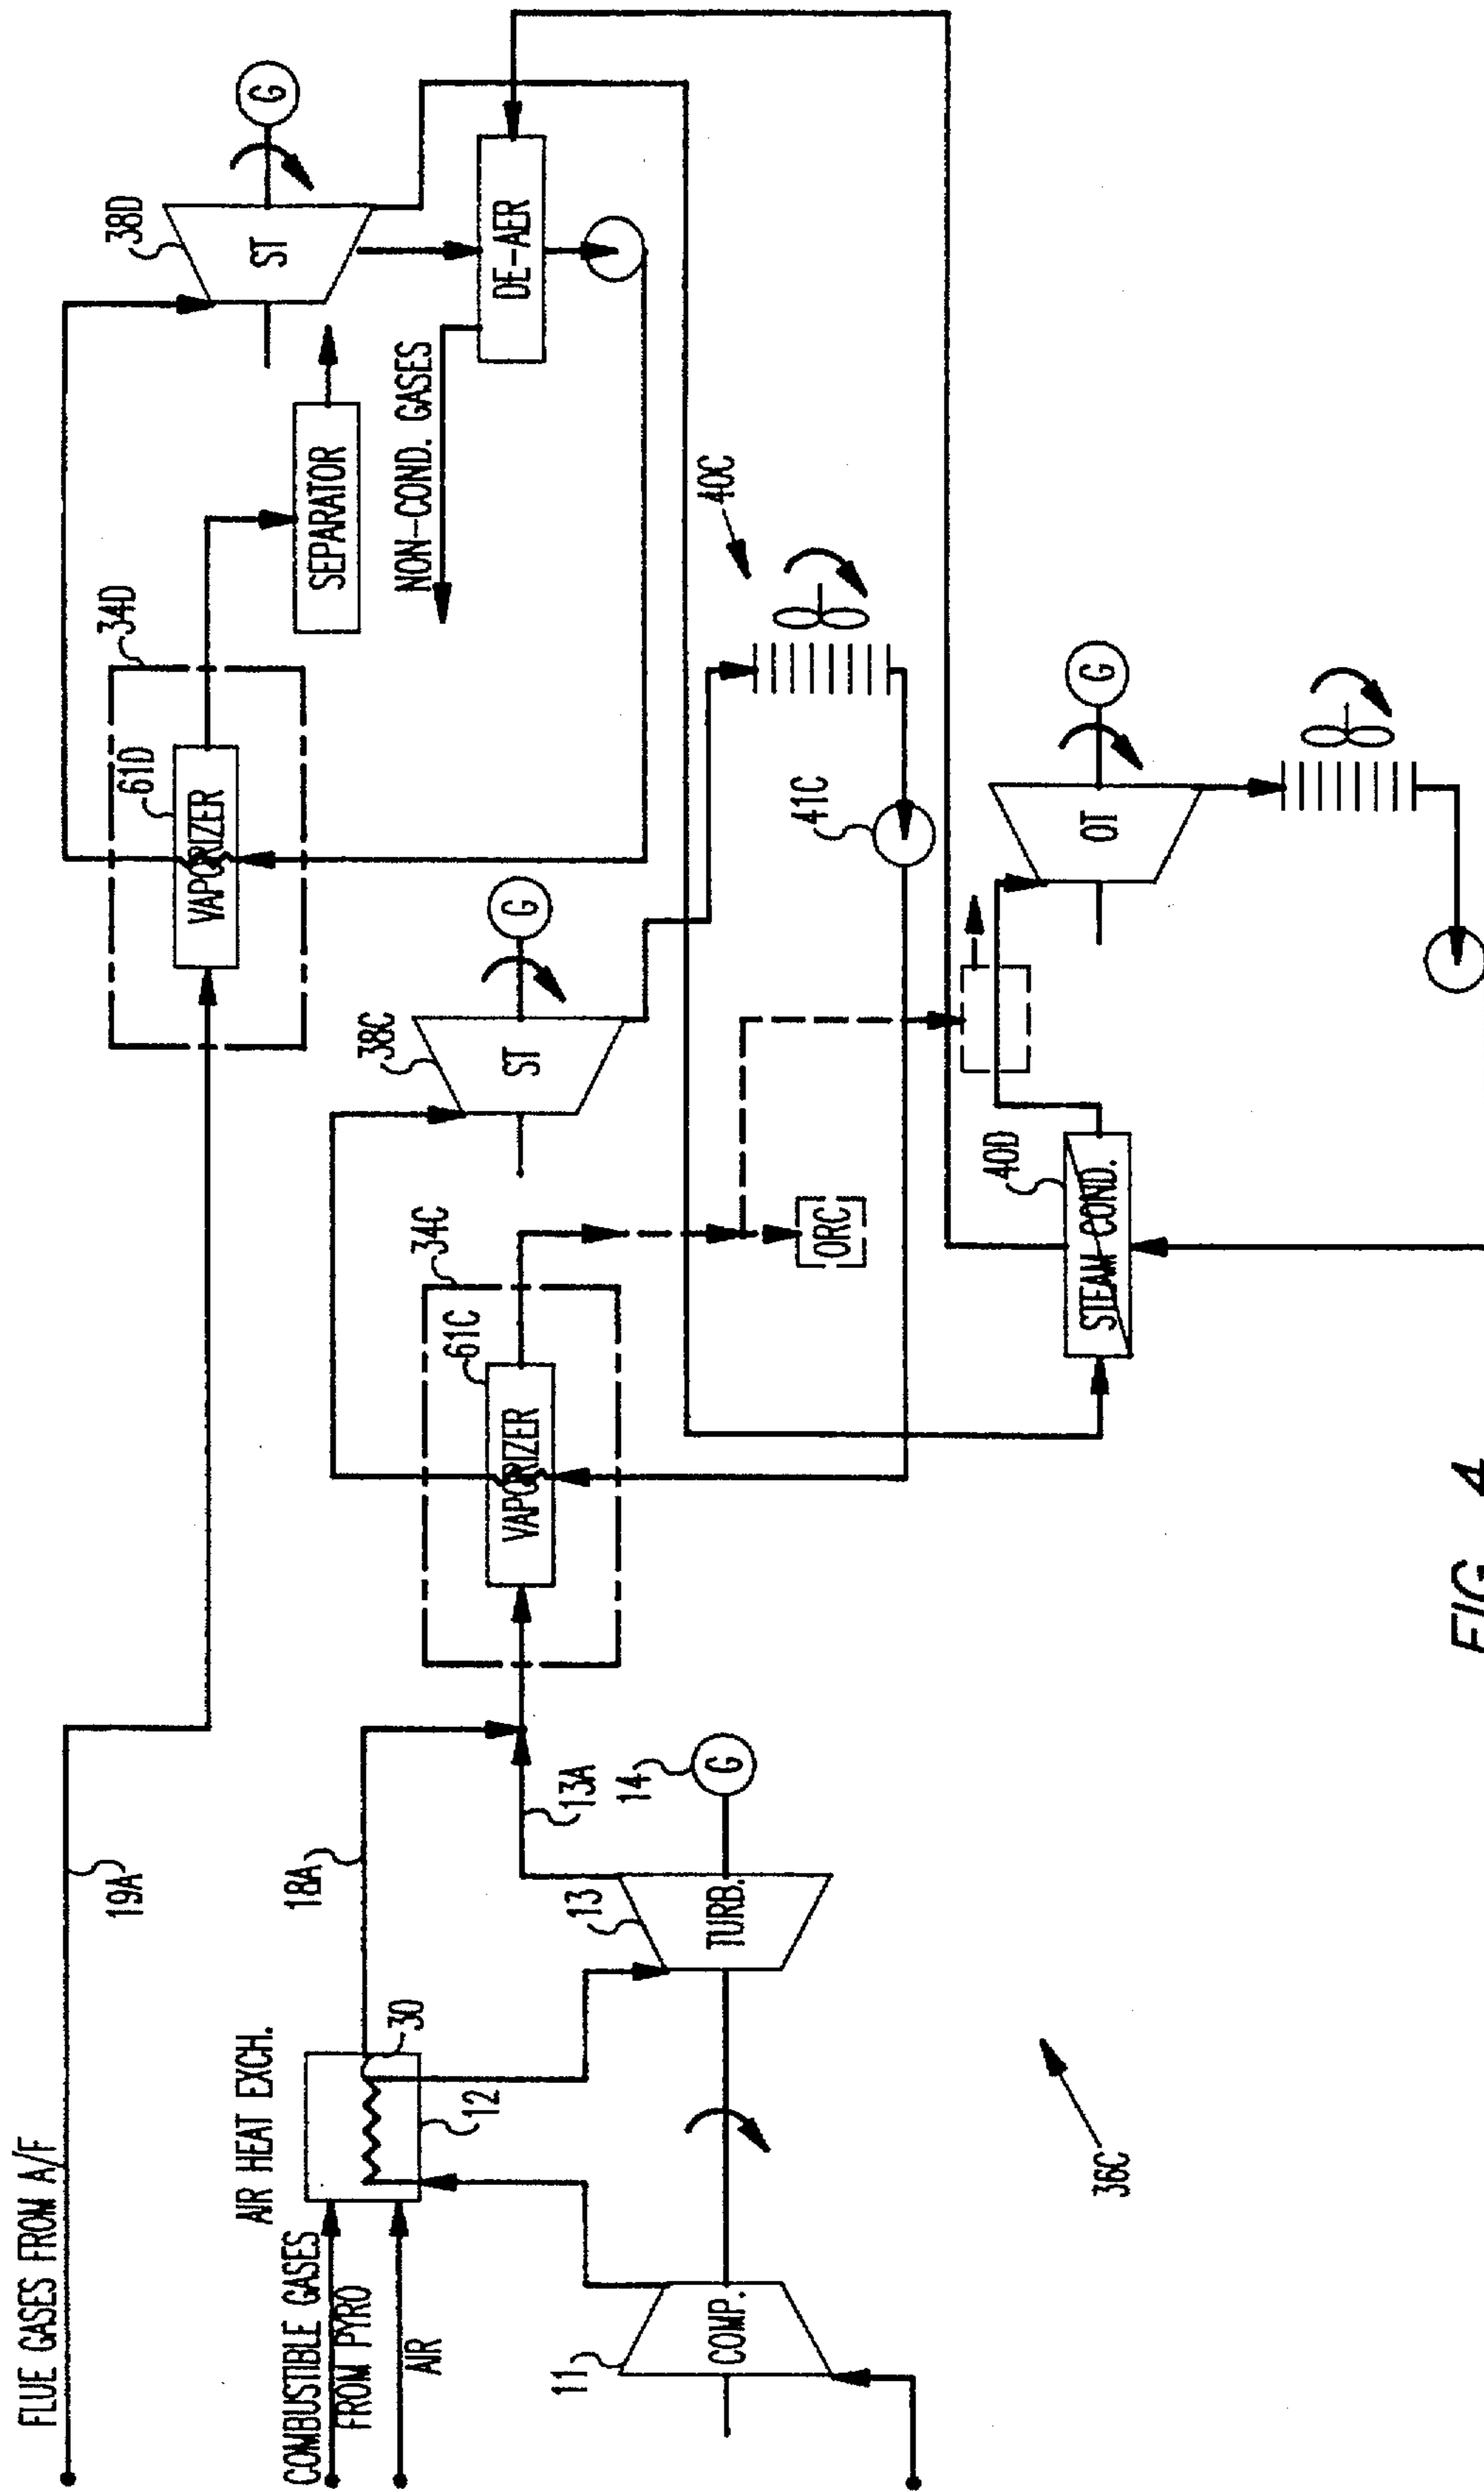 FLUE GASES FROM A/F
19A
AIR HEAT EXCH.
COMBUSTIBLE GASES
FROM PYRO
AIR
30
12
18A
11
COMP.
13
TURB.
13A
14
G
36C
34C
61C
VAPORIZER
38C
ST
G
ORC
34D
61D
VAPORIZER
SEPARATOR
38D
ST
G
DE-AER
NON-COND. GASES
40C
41C
40D
STEAM COND.
OT
G
FIG. 4